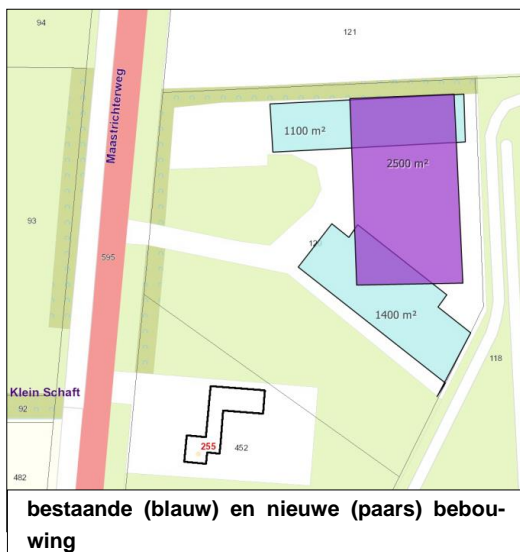 94
121
Maastrichterweg
1100 m²
2500 m²
93
595
1400 m²
118
Klein Schaft
92
255
452
482
bestaande (blauw) en nieuwe (paars) bebou-
wing